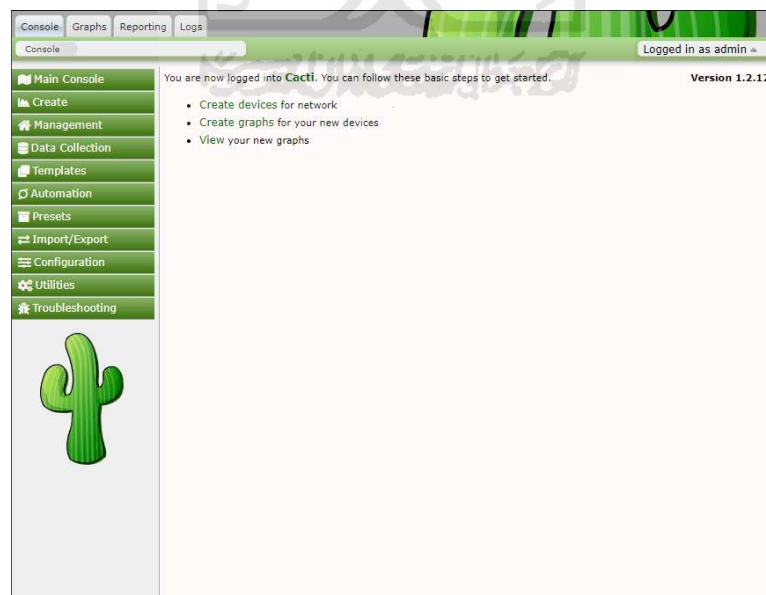 Console Graphs Reporting Logs
Console
Logged in as admin
Main Console
Create
Management
Data Collection
Templates
Automation
Presets
Import/Export
Configuration
Utilities
Troubleshooting
You are now logged into Cacti. You can follow these basic steps to get started.
Version 1.2.12
• Create devices for network
• Create graphs for your new devices
• View your new graphs